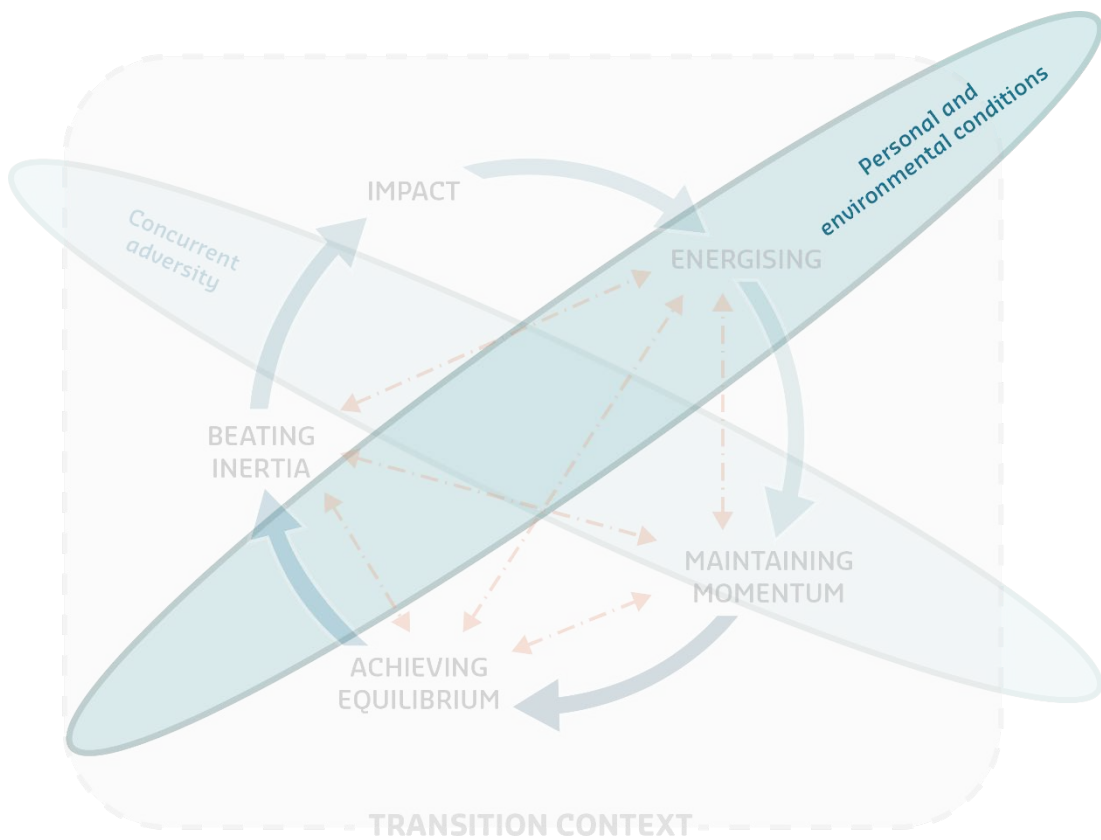 Personal and
environmental conditions
IMPACT
Concurrent
adversity
ENERGISING
BEATING
INERTIA
MAINTAINING
MOMENTUM
ACHIEVING
EQUILIBRIUM
TRANSITION CONTEXT